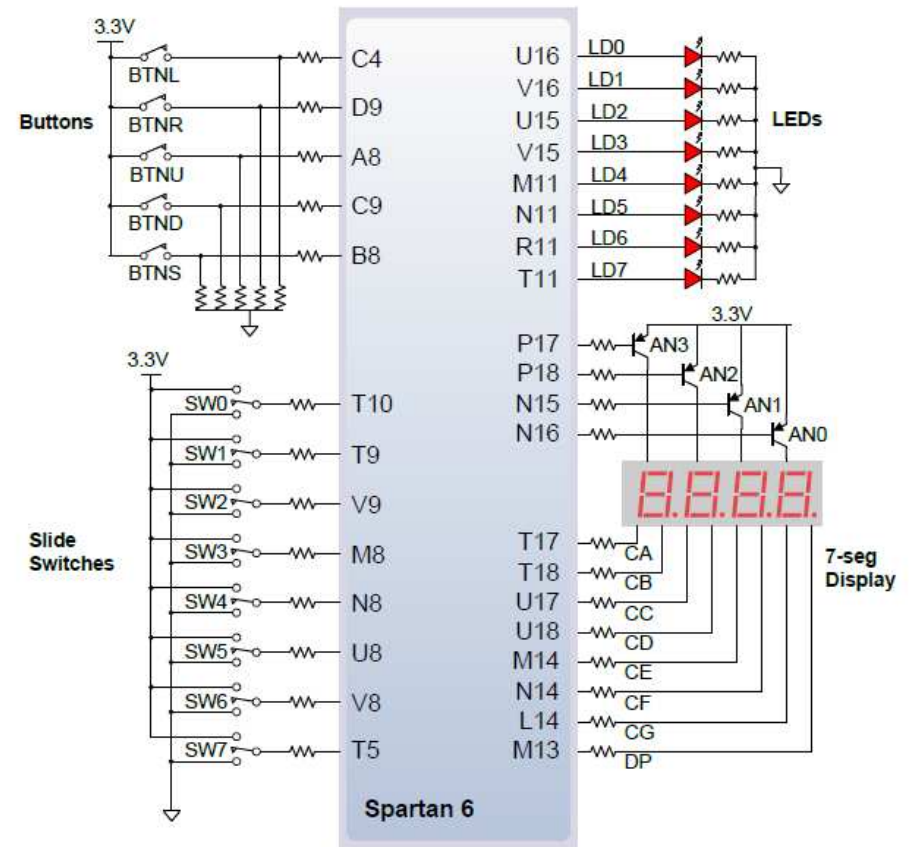 3.3V
BTNL
BTNR
BTNU
BTND
BTNS
Buttons
C4
D9
A8
C9
B8
3.3V
SW0
SW1
SW2
SW3
SW4
SW5
SW6
SW7
Slide
Switches
T10
T9
V9
M8
N8
U8
V8
T5
Spartan 6
U16
V16
U15
V15
M11
N11
R11
T11
LD0
LD1
LD2
LD3
LD4
LD5
LD6
LD7
LEDs
3.3V
P17
P18
N15
N16
AN3
AN2
AN1
AN0
8.8.8.8.
T17
T18
U17
U18
M14
N14
L14
M13
CA
CB
CC
CD
CE
CF
CG
DP
7-seg
Display